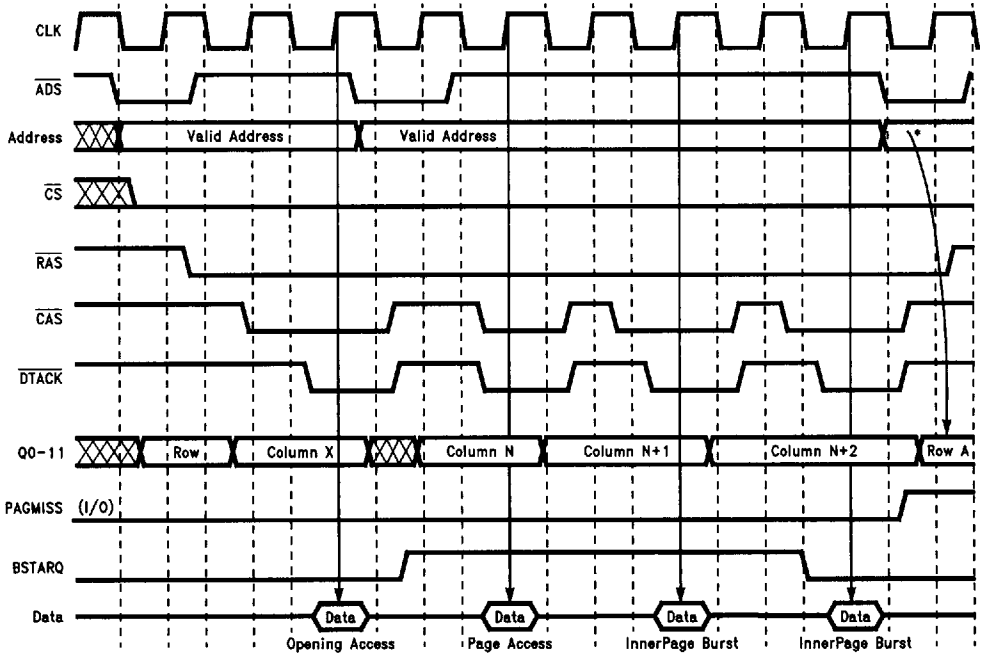 CLK
ADS
Address Valid Address Valid Address *
CS
RAS
CAS
DTACK
Q0-11 Row Column X Column N Column N+1 Column N+2 Row A
PAGMISS (I/O)
BSTARQ
Data Data Data Data Data
Opening Access Page Access InnerPage Burst InnerPage Burst